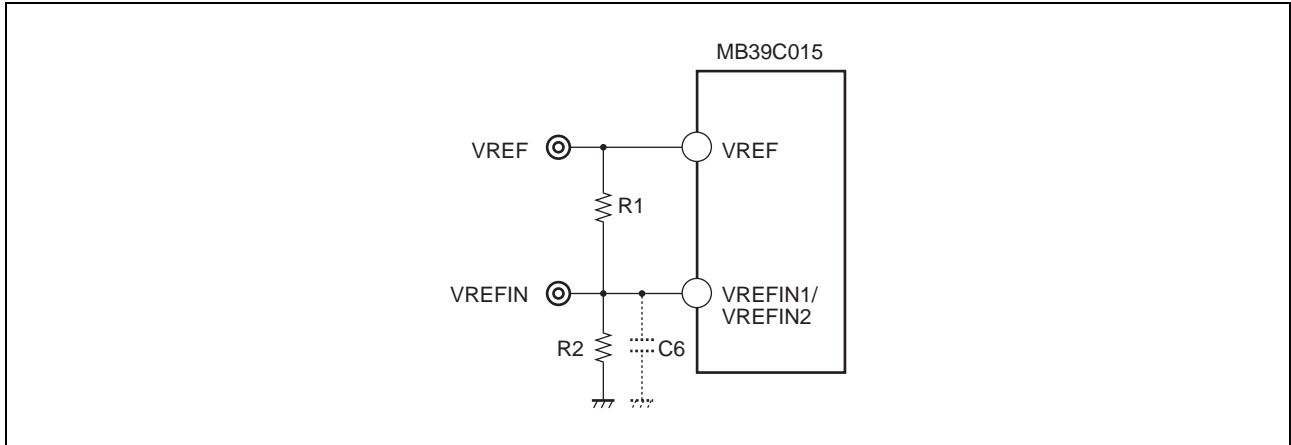 MB39C015
VREF
VREF
R1
VREFIN
VREFIN1/
VREFIN2
R2
C6